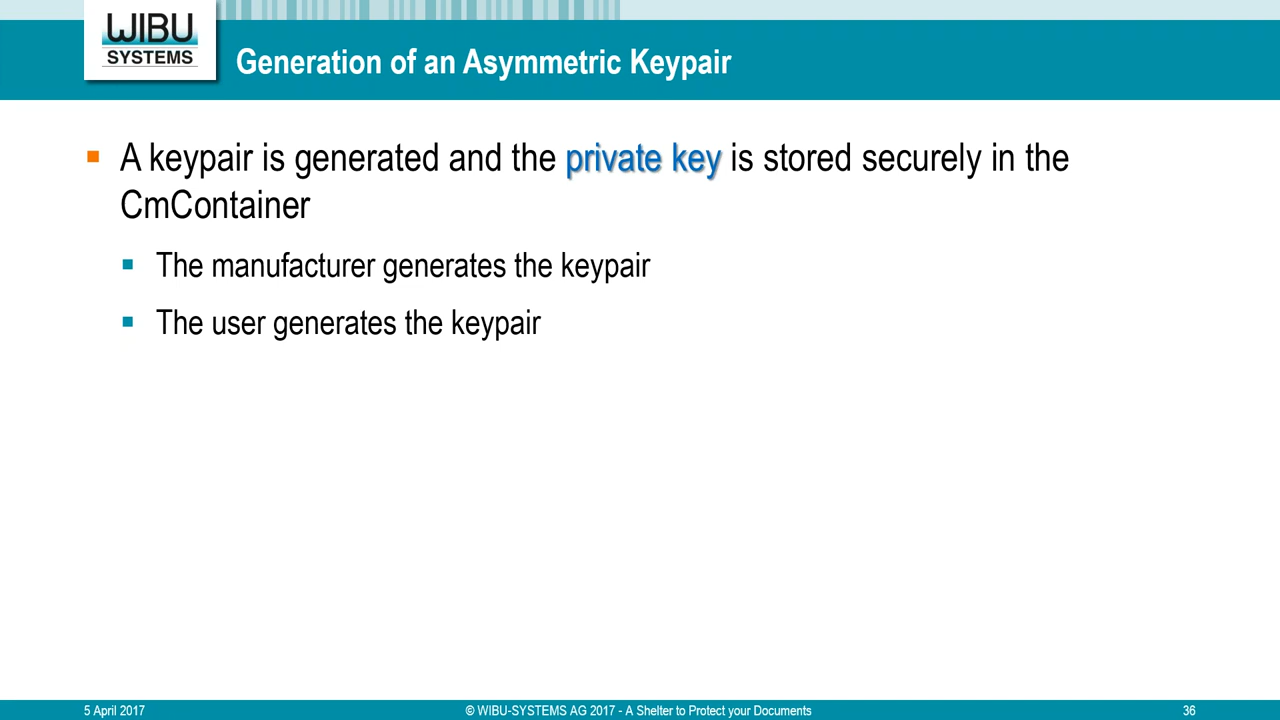 WIBU
SYSTEMS
Generation of an Asymmetric Keypair
A keypair is generated and the private key is stored securely in the
CmContainer
The manufacturer generates the keypair
The user generates the keypair
5 April 2017
© WIBU-SYSTEMS AG 2017 - A Shelter to Protect your Documents
36